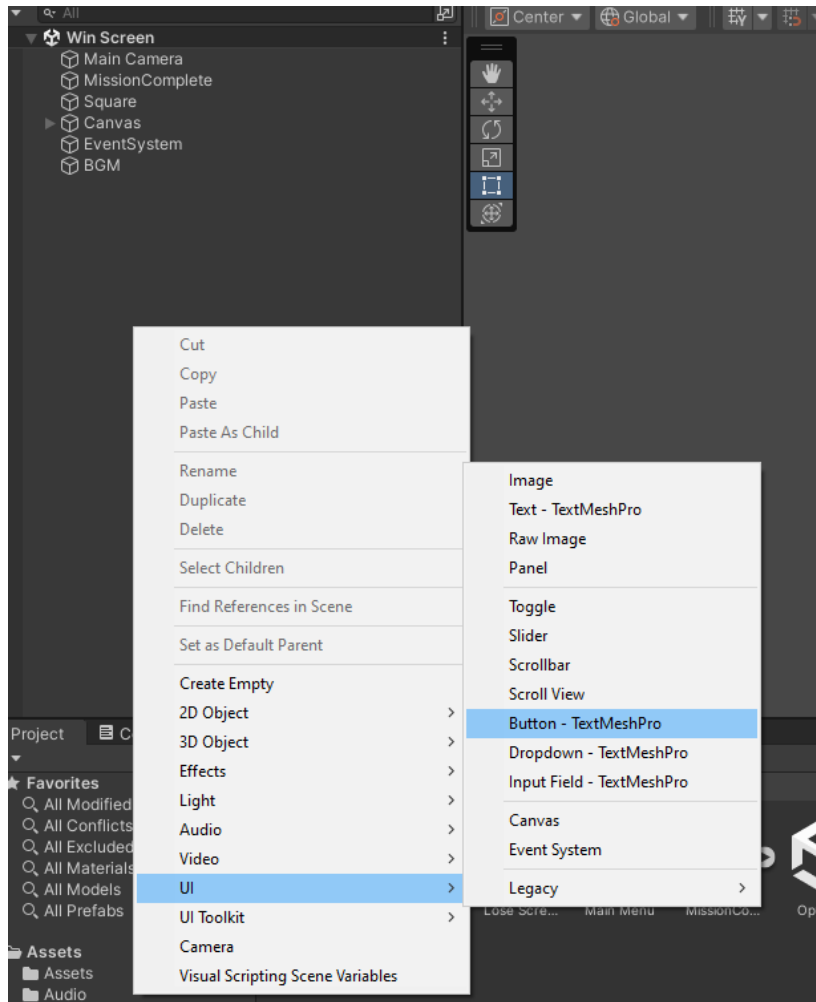 All
Center
Global
Win Screen
Main Camera
MissionComplete
Square
Canvas
EventSystem
BGM
Cut
Copy
Paste
Paste As Child
Rename
Duplicate
Delete
Select Children
Find References in Scene
Set as Default Parent
Create Empty
2D Object
3D Object
Effects
Light
Audio
Video
UI
UI Toolkit
Camera
Visual Scripting Scene Variables
Image
Text - TextMeshPro
Raw Image
Panel
Toggle
Slider
Scrollbar
Scroll View
Button - TextMeshPro
Dropdown - TextMeshPro
Input Field - TextMeshPro
Canvas
Event System
Legacy
Project
Favorites
All Modified
All Conflicts
All Excluded
All Materials
All Models
All Prefabs
Assets
Assets
Audio
Lose Scre...
Main Menu
MissionCo...
Op